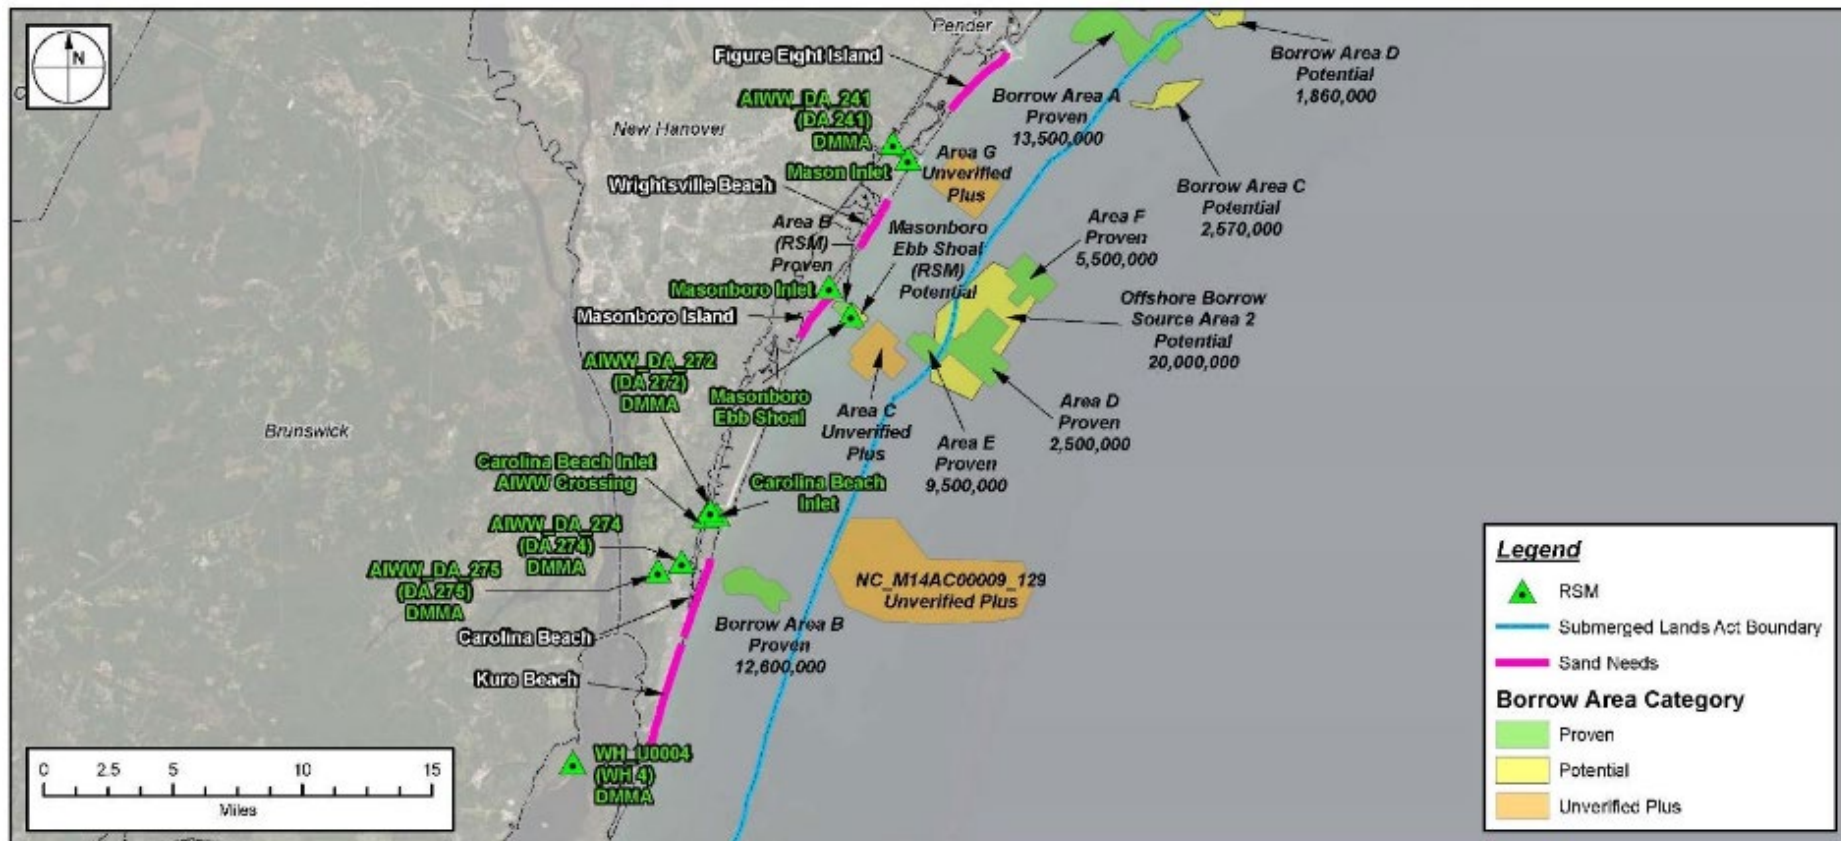 N
Pender
Figure Eight Island
Borrow Area D
Potential
1,860,000
AIWW_DA_241
(DA 241)
DMMA
Borrow Area A
Proven
13,500,000
New Hanover
Mason Inlet
Area G
Unverified
Plus
Wrightsville Beach
Borrow Area C
Potential
2,570,000
Area B
(RSM)
Proven
Masonboro
Ebb Shoal
(RSM)
Potential
Area F
Proven
5,500,000
Masonboro Inlet
Masonboro Island
Offshore Borrow
Source Area 2
Potential
20,000,000
AIWW_DA_272
(DA 272)
DMMA
Masonboro
Ebb Shoal
Area C
Unverified
Plus
Area D
Proven
2,500,000
Brunswick
Area E
Proven
9,500,000
Carolina Beach Inlet
AIWW Crossing
Carolina Beach
Inlet
AIWW_DA_274
(DA 274)
DMMA
AIWW_DA_275
(DA 275)
DMMA
NC_M14AC00009_129
Unverified Plus
Carolina Beach
Borrow Area B
Proven
12,600,000
Kure Beach
WH_U0004
(WH 4)
DMMA
0 2.5 5 10 15
Miles
Legend
RSM
Submerged Lands Act Boundary
Sand Needs
Borrow Area Category
Proven
Potential
Unverified Plus